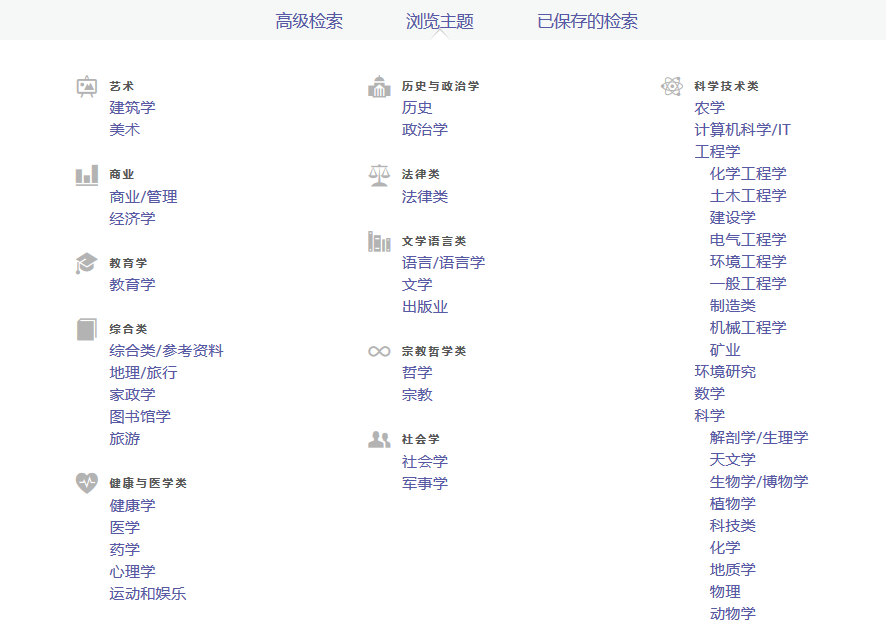 高级检索
浏览主题
已保存的检索
艺术
建筑学
美术
商业
商业/管理
经济学
教育学
教育学
综合类
综合类/参考资料
地理/旅行
家政学
图书馆学
旅游
健康与医学类
健康学
医学
药学
心理学
运动和娱乐
历史与政治学
历史
政治学
法律类
法律类
文学语言类
语言/语言学
文学
出版业
宗教哲学类
哲学
宗教
社会学
社会学
军事学
科学技术类
农学
计算机科学/IT
工程学
化学工程学
土木工程学
建设学
电气工程学
环境工程学
一般工程学
制造类
机械工程学
矿业
环境研究
数学
科学
解剖学/生理学
天文学
生物学/博物学
植物学
科技类
化学
地质学
物理
动物学